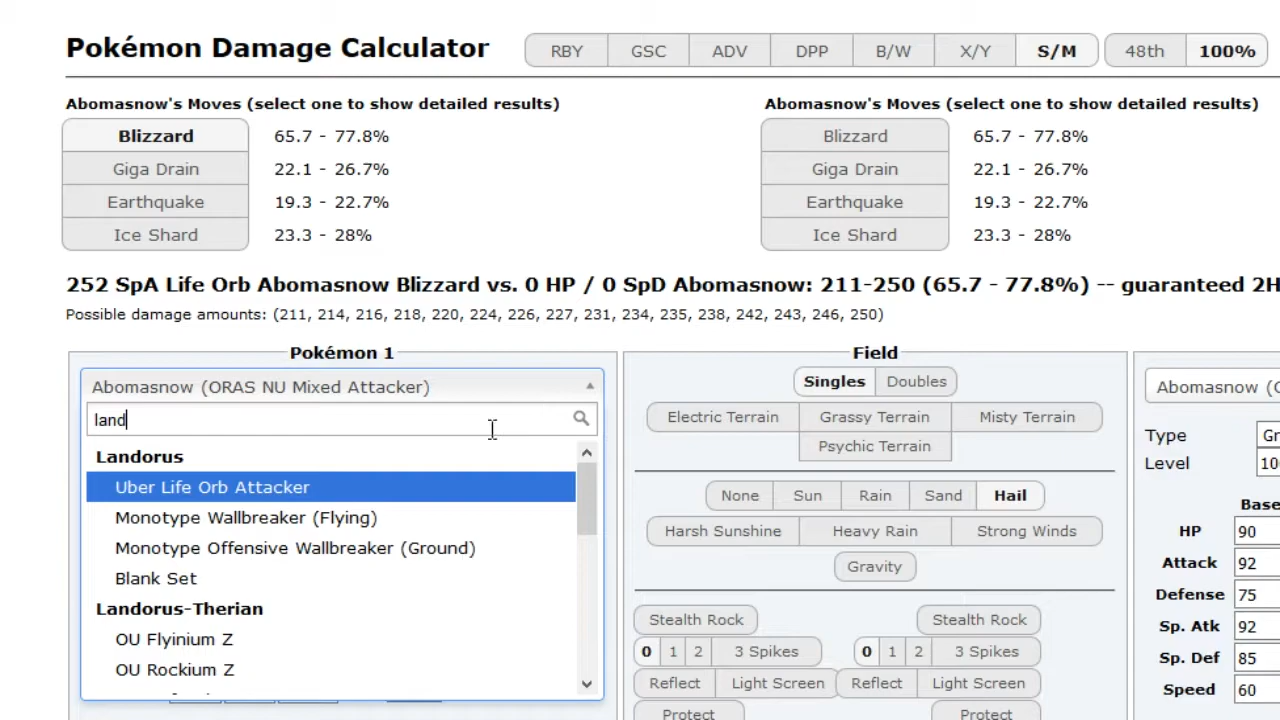 Pokémon Damage Calculator RBY GSC ADV DPP B/W X/Y S/M 48th 100%
Abomasnow's Moves (select one to show detailed results) Abomasnow's Moves (select one to show detailed results)
Blizzard 65.7 - 77.8% Blizzard 65.7 - 77.8%
Giga Drain 22.1 - 26.7% Giga Drain 22.1 - 26.7%
Earthquake 19.3 - 22.7% Earthquake 19.3 - 22.7%
Ice Shard 23.3 - 28% Ice Shard 23.3 - 28%
252 SpA Life Orb Abomasnow Blizzard vs. 0 HP / 0 SpD Abomasnow: 211-250 (65.7 - 77.8%) -- guaranteed 2H
Possible damage amounts: (211, 214, 216, 218, 220, 224, 226, 227, 231, 234, 235, 238, 242, 243, 246, 250)
Pokémon 1
Abomasnow (ORAS NU Mixed Attacker)
land
Landorus
Uber Life Orb Attacker
Monotype Wallbreaker (Flying)
Monotype Offensive Wallbreaker (Ground)
Blank Set
Landorus-Therian
OU Flyinium Z
OU Rockium Z
Field
Singles Doubles
Electric Terrain Grassy Terrain Misty Terrain
Psychic Terrain
None Sun Rain Sand Hail
Harsh Sunshine Heavy Rain Strong Winds
Gravity
Stealth Rock Stealth Rock
0 1 2 3 Spikes 0 1 2 3 Spikes
Reflect Light Screen Reflect Light Screen
Protect Protect
Abomasnow (
Type Gr
Level 10
Base
HP 90
Attack 92
Defense 75
Sp. Atk 92
Sp. Def 85
Speed 60